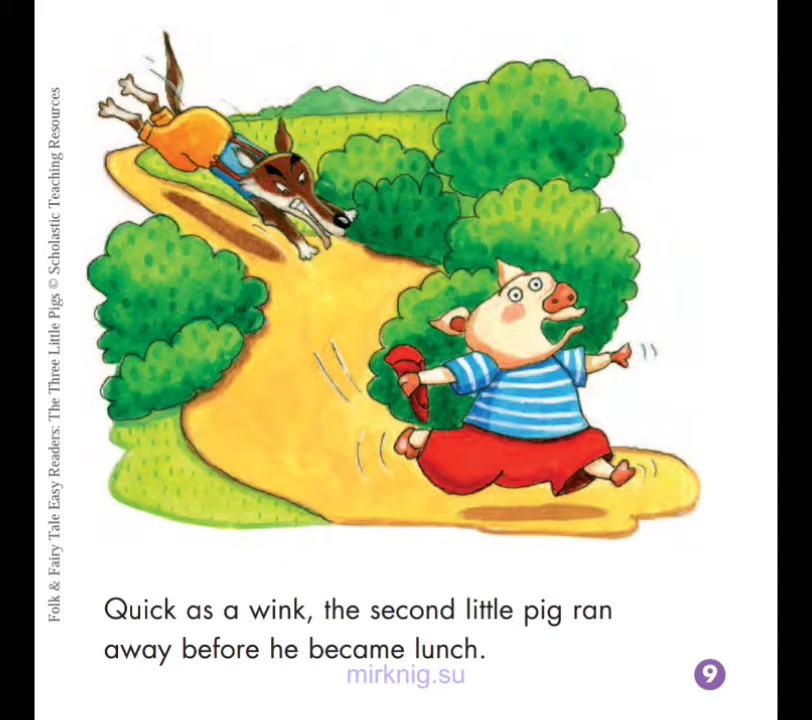 Folk & Fairy Tale Easy Readers: The Three Little Pigs © Scholastic Teaching Resources
Quick as a wink, the second little pig ran
away before he became lunch.
mirknig.su
9